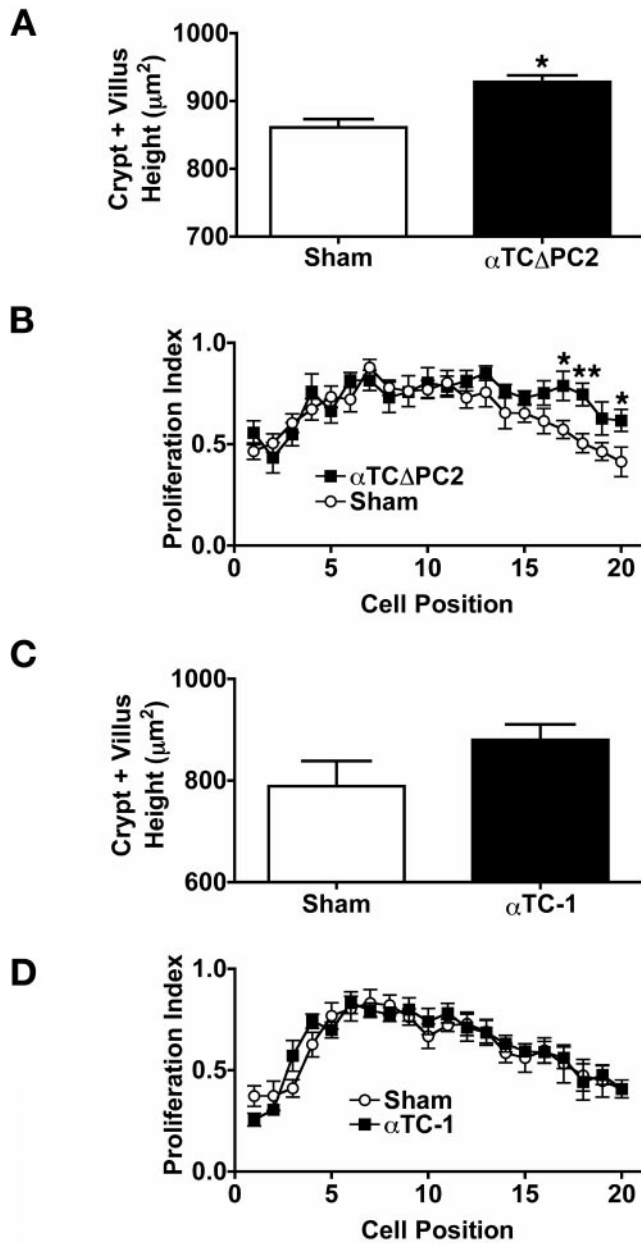 A
Crypt + Villus
Height (μm²)
1000
900
800
700
*
Sham
αTCΔPC2
B
Proliferation Index
1.0
0.5
0.0
*
**
*
αTCΔPC2
Sham
0
5
10
15
20
Cell Position
C
Crypt + Villus
Height (μm²)
1000
800
600
Sham
αTC-1
D
Proliferation Index
1.0
0.5
0.0
Sham
αTC-1
0
5
10
15
20
Cell Position